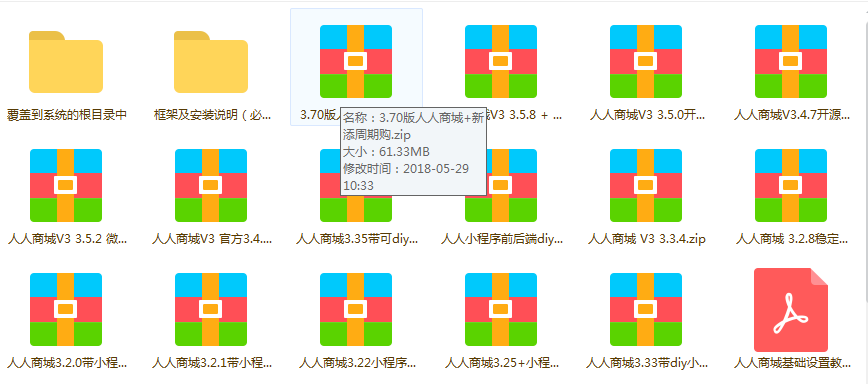 覆盖到系统的根目录中
框架及安装说明（必...
3.70版人
城V3 3.5.8 + ...
人人商城V3 3.5.0开...
人人商城V3.4.7开源...
名称：3.70版人人商城+新
添周期购.zip
大小：61.33MB
修改时间：2018-05-29
10:33
人人商城V3 3.5.2 微...
人人商城V3 官方3.4....
人人商城3.35带可diy...
人人小程序前后端diy...
人人商城 V3 3.3.4.zip
人人商城 3.2.8稳定...
人人商城3.2.0带小程...
人人商城3.2.1带小程...
人人商城3.22小程序...
人人商城3.25+小程...
人人商城3.33带diy小...
人人商城基础设置教...